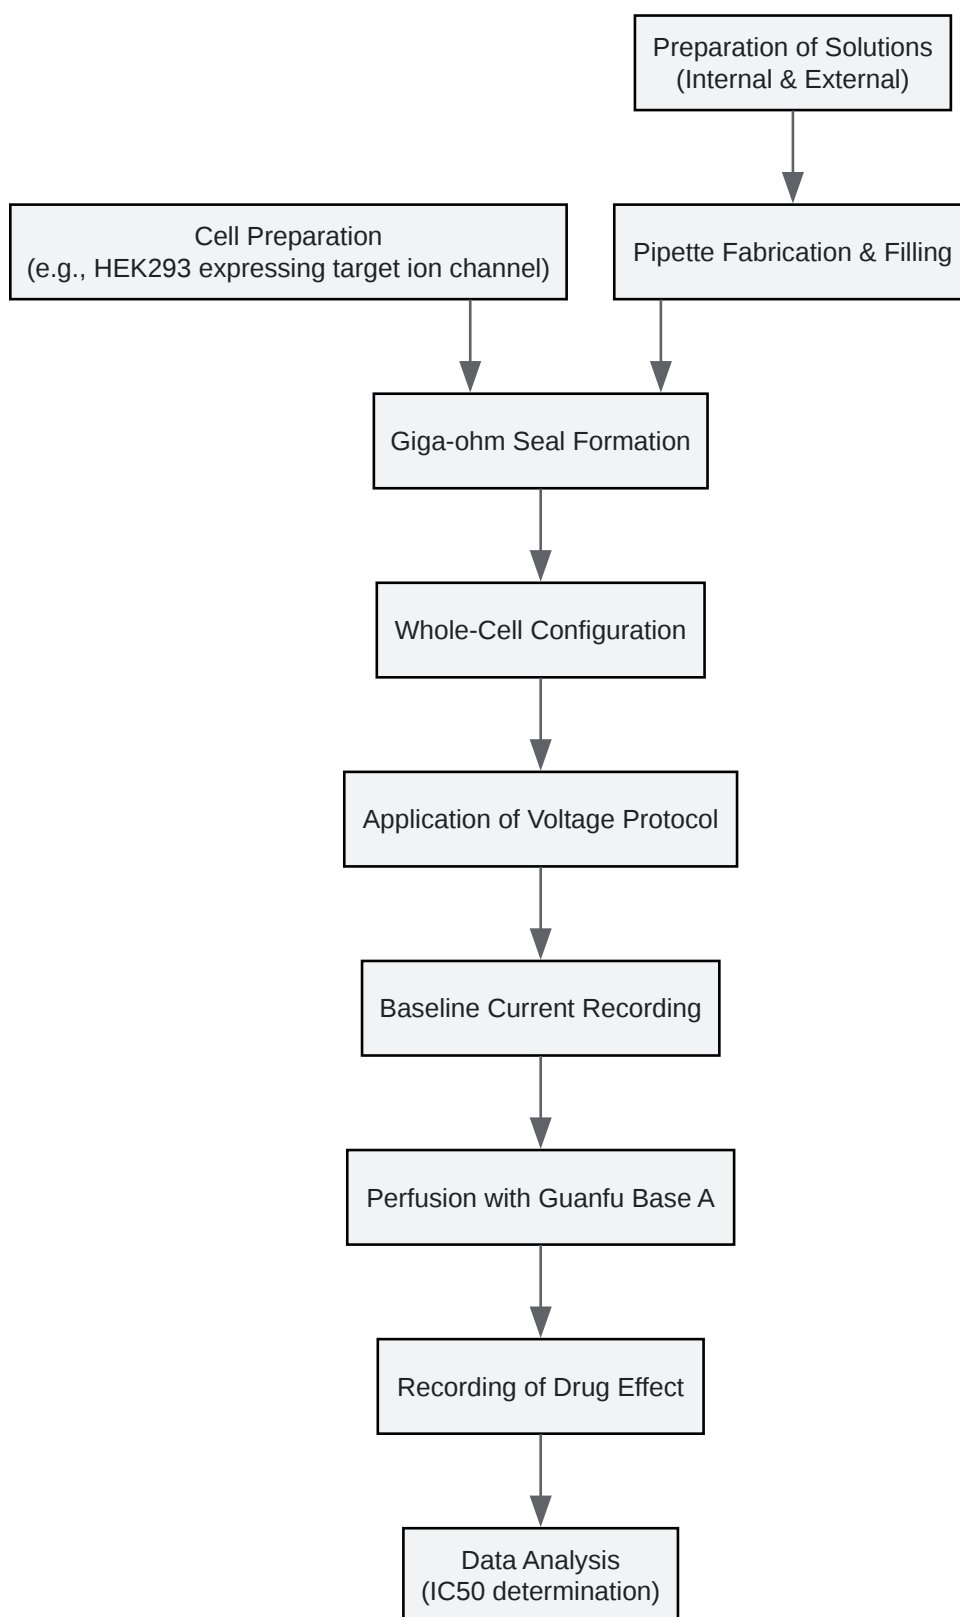 Preparation of Solutions
(Internal & External)
Cell Preparation
(e.g., HEK293 expressing target ion channel)
Pipette Fabrication & Filling
Giga-ohm Seal Formation
Whole-Cell Configuration
Application of Voltage Protocol
Baseline Current Recording
Perfusion with Guanfu Base A
Recording of Drug Effect
Data Analysis
(IC50 determination)